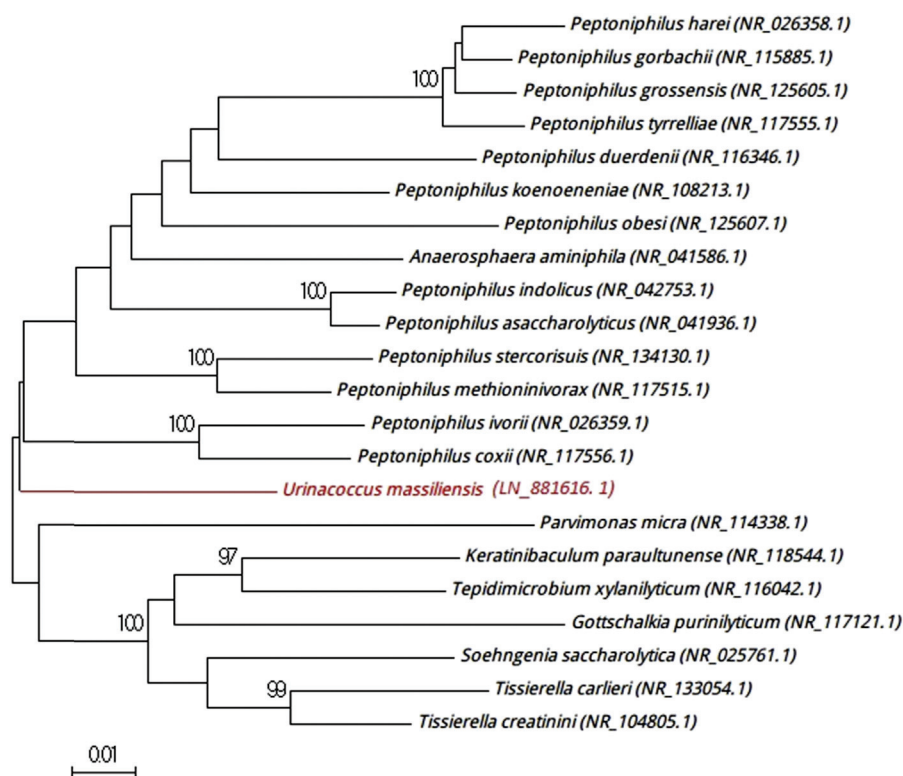 Peptoniphilus harei (NR_026358.1)
Peptoniphilus gorbachii (NR_115885.1)
100
Peptoniphilus grossensis (NR_125605.1)
Peptoniphilus tyrrelliae (NR_117555.1)
Peptoniphilus duerdenii (NR_116346.1)
Peptoniphilus koenoeneniae (NR_108213.1)
Peptoniphilus obesi (NR_125607.1)
Anaerosphaera aminiphila (NR_041586.1)
100
Peptoniphilus indolicus (NR_042753.1)
Peptoniphilus asaccharolyticus (NR_041936.1)
100
Peptoniphilus stercorisuis (NR_134130.1)
Peptoniphilus methioninivorax (NR_117515.1)
100
Peptoniphilus ivorii (NR_026359.1)
Peptoniphilus coxii (NR_117556.1)
Urinacoccus massiliensis (LN_881616. 1)
Parvimonas micra (NR_114338.1)
97
Keratinibaculum paraultunense (NR_118544.1)
Tepidimicrobium xylanilyticum (NR_116042.1)
100
Gottschalkia purinilyticum (NR_117121.1)
Soehngenia saccharolytica (NR_025761.1)
99
Tissierella carlieri (NR_133054.1)
Tissierella creatinini (NR_104805.1)
0.01